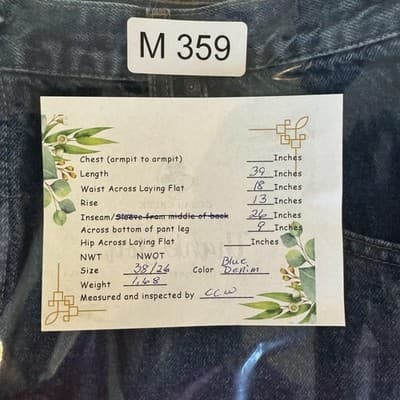 M 359
Chest (armpit to armpit) ___Inches
Length 39 Inches
Waist Across Laying Flat 18 Inches
Rise 13 Inches
Inseam/Sleeve from middle of back 26 Inches
Across bottom of pant leg 9 Inches
Hip Across Laying Flat ___Inches
NWT NWOT
Size 38/26 Color Blue Denim
Weight 1.68
Measured and inspected by CCW